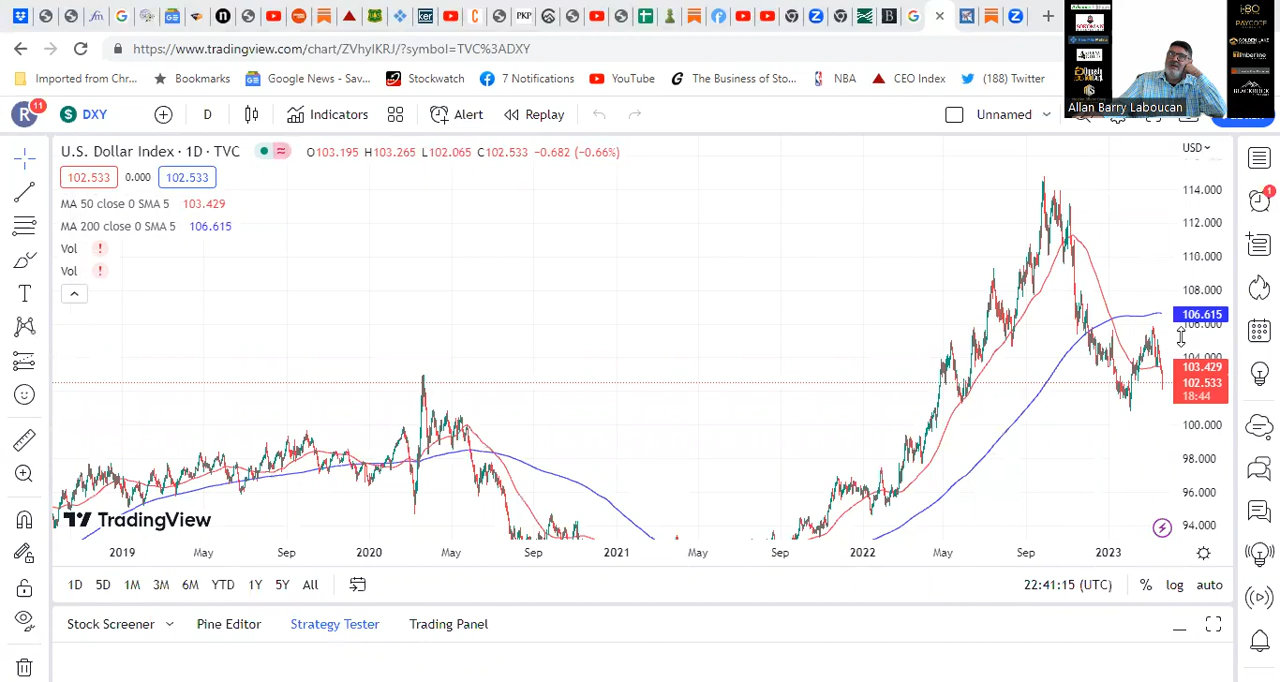 https://www.tradingview.com/chart/ZVhyIKRJ/?symbol=TVC%3ADXY
Imported from Chr... Bookmarks Google News - Sav... Stockwatch 7 Notifications YouTube The Business of Sto... NBA CEO Index (188) Twitter
Allan Barry Laboucan
R 11 S DXY D Indicators Alert Replay Unnamed
U.S. Dollar Index · 1D · TVC O103.195 H103.265 L102.065 C102.533 -0.682 (-0.66%)
USD
102.533 0.000 102.533
MA 50 close 0 SMA 5 103.429
MA 200 close 0 SMA 5 106.615
Vol !
Vol !
114.000
112.000
110.000
108.000
106.615
106.000
104.000
103.429
102.533
18:44
100.000
98.000
96.000
94.000
TradingView
2019 May Sep 2020 May Sep 2021 May Sep 2022 May Sep 2023
1D 5D 1M 3M 6M YTD 1Y 5Y All 22:41:15 (UTC) % log auto
Stock Screener Pine Editor Strategy Tester Trading Panel